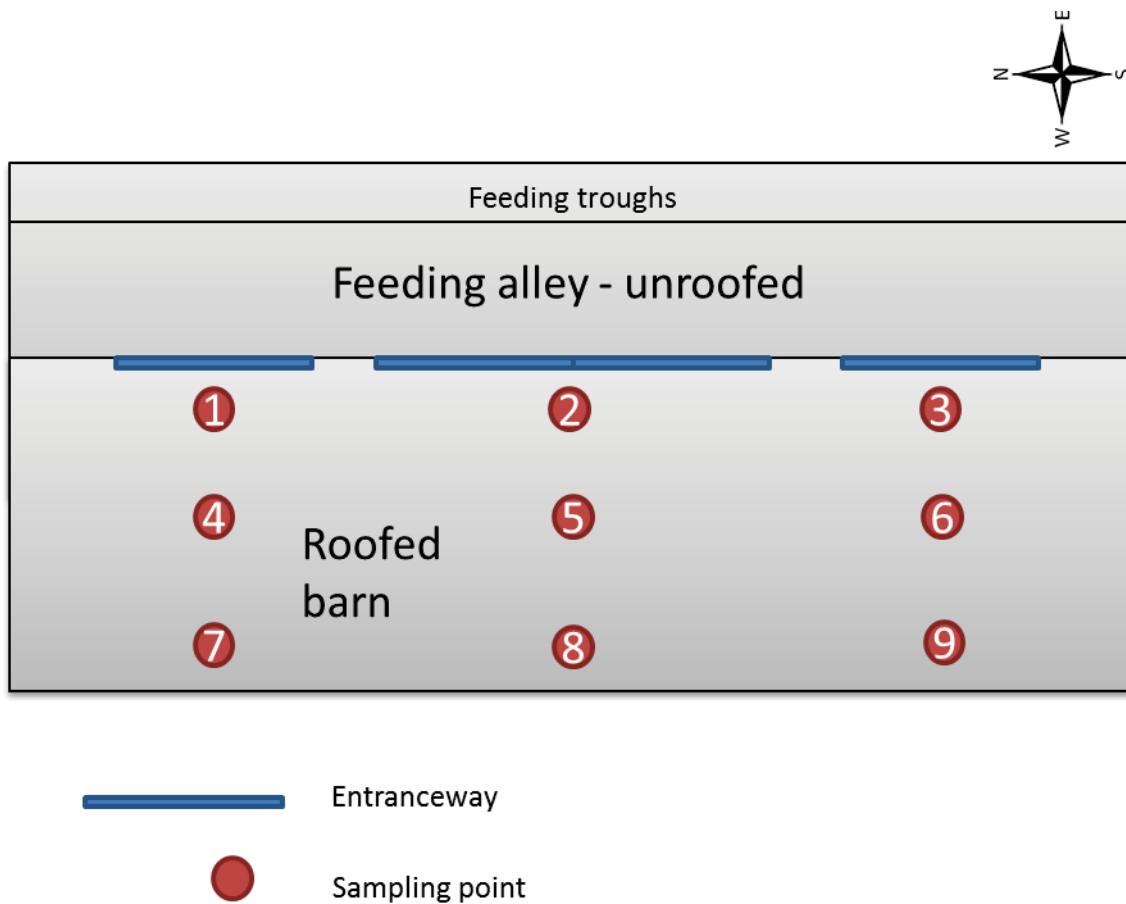 E
N
S
W
Feeding troughs
Feeding alley - unroofed
1
2
3
4
5
6
Roofed
barn
7
8
9
Entranceway
Sampling point